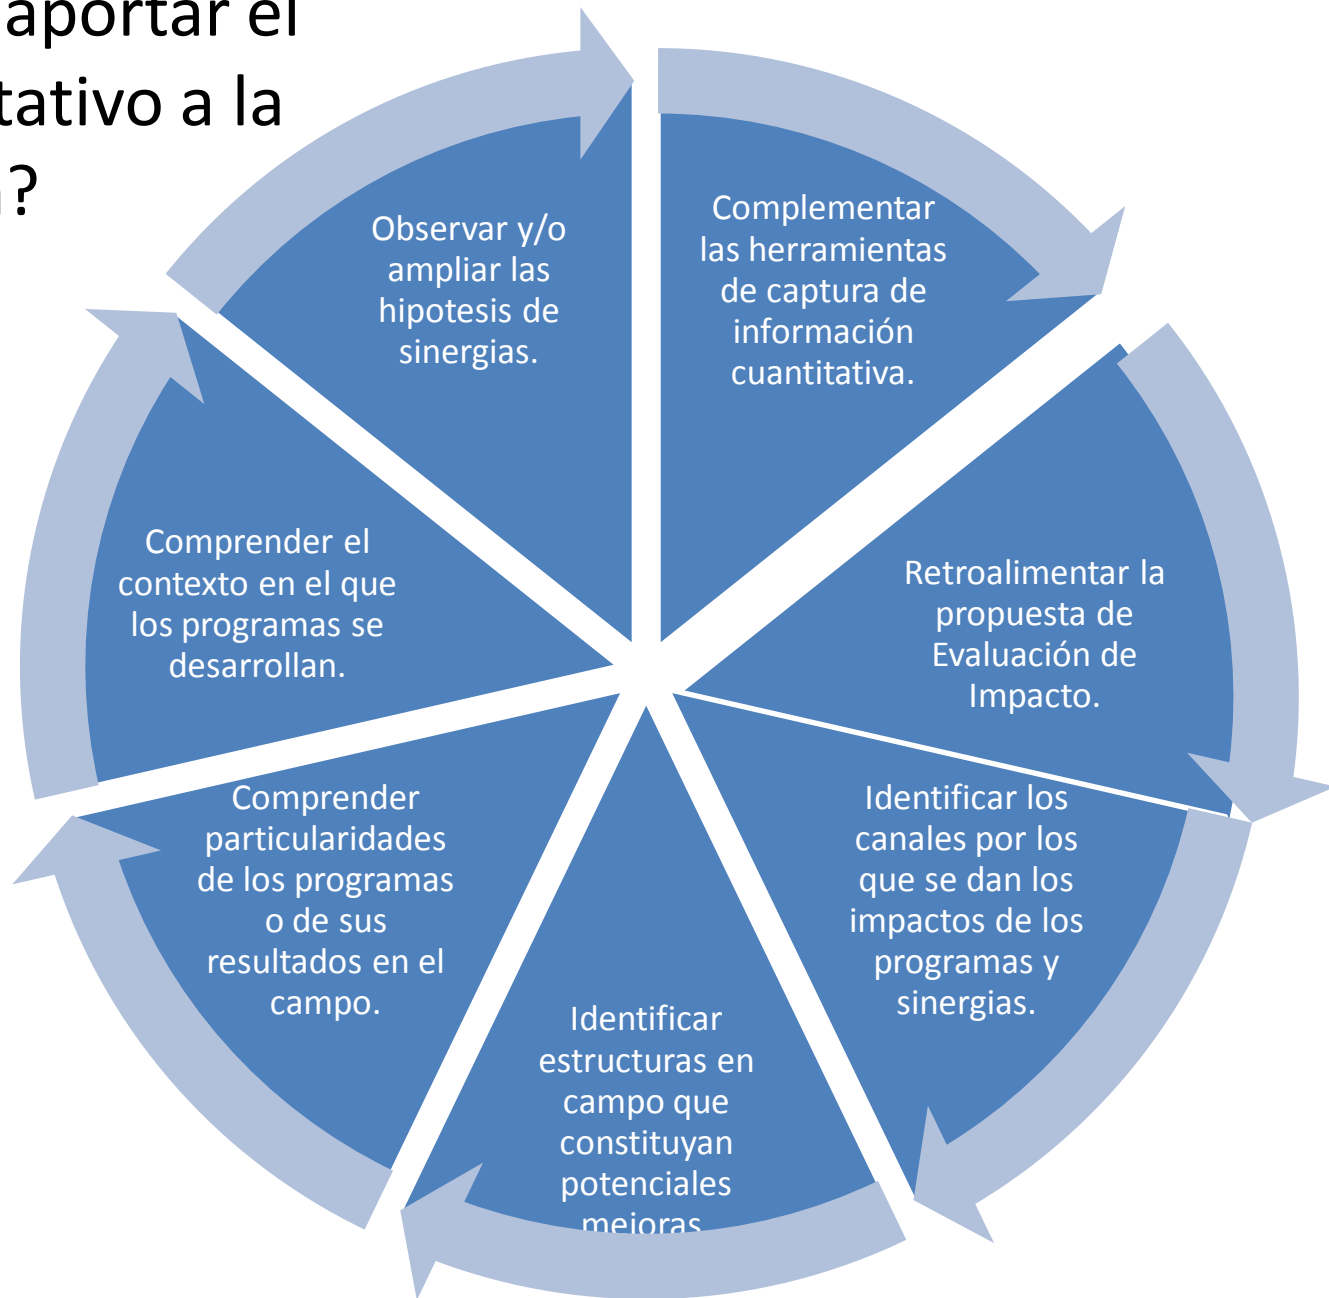 aportar el
tativo a la
?
Complementar
las herramientas
de captura de
información
cuantitativa.
Retroalimentar la
propuesta de
Evaluación de
Impacto.
Identificar los
canales por los
que se dan los
impactos de los
programas y
sinergias.
Identificar
estructuras en
campo que
constituyan
potenciales
mejoras
Comprender
particularidades
de los programas
o de sus
resultados en el
campo.
Comprender el
contexto en el que
los programas se
desarrollan.
Observar y/o
ampliar las
hipotesis de
sinergias.